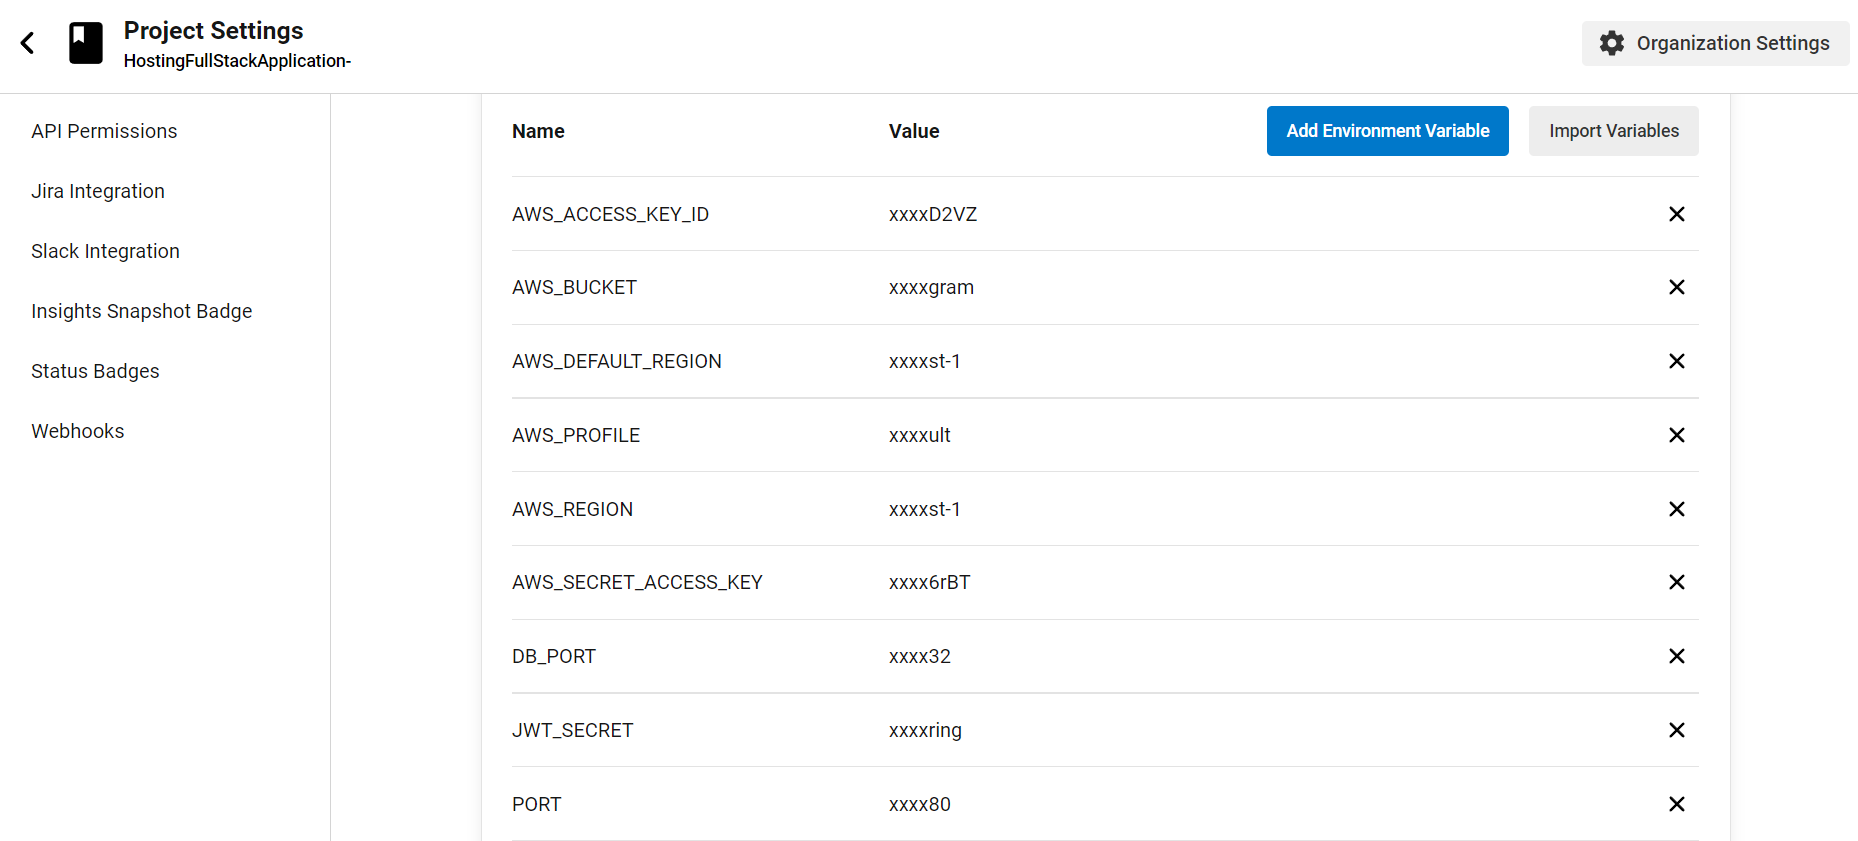 Project Settings
HostingFullStackApplication-
Organization Settings
API Permissions
Jira Integration
Slack Integration
Insights Snapshot Badge
Status Badges
Webhooks
Name Value Add Environment Variable Import Variables
AWS_ACCESS_KEY_ID xxxxD2VZ
AWS_BUCKET xxxxgram
AWS_DEFAULT_REGION xxxxst-1
AWS_PROFILE xxxxult
AWS_REGION xxxxst-1
AWS_SECRET_ACCESS_KEY xxxx6rBT
DB_PORT xxxx32
JWT_SECRET xxxxring
PORT xxxx80